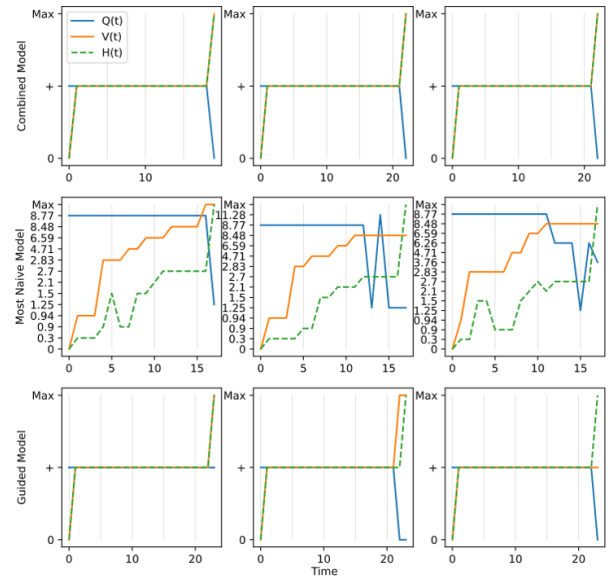 Combined Model
Max
+
0
10
Q(t)
V(t)
H(t)
Max
+
0
10 20
Max
+
0
10 20
Most Naive Model
Max
8.77
8.48
6.59
4.71
2.83
2.7
2.1
1.5
1.25
0.94
0.9
0.3
0
0 5 10 15
Max
11.28
8.77
8.48
6.59
4.71
2.83
2.7
2.1
1.5
1.25
0.94
0.9
0.3
0
0 5 10 15
Max
8.77
8.48
6.59
6.26
4.71
3.76
2.83
2.7
2.1
1.5
1.25
0.94
0.9
0.3
0
0 5 10 15
Guided Model
Max
+
0
0 10 20
Max
+
0
0 10 20
Max
+
0
0 10 20
Time